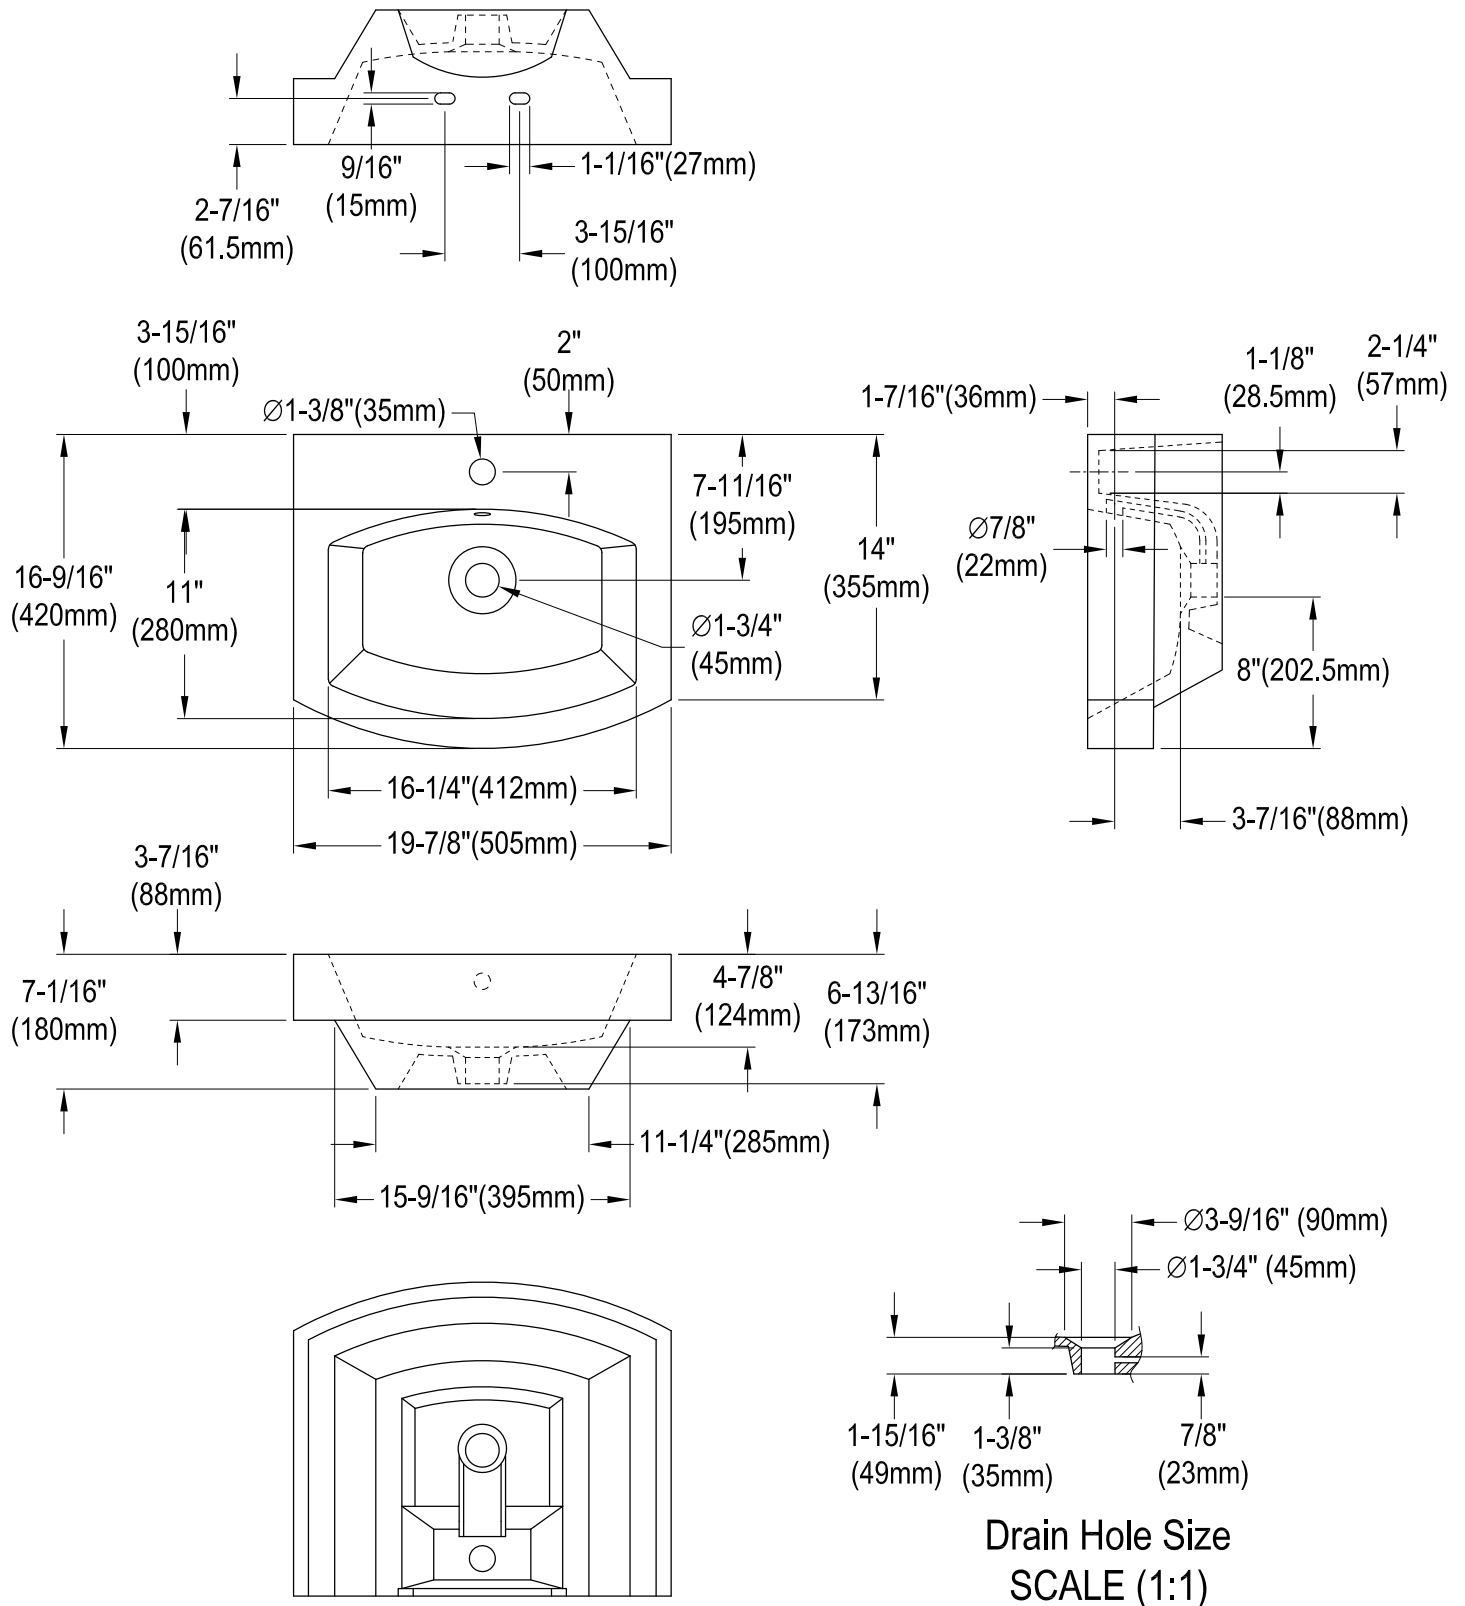 9/16"
(15mm)
1-1/16"(27mm)
2-7/16"
(61.5mm)
3-15/16"
(100mm)
3-15/16"
(100mm)
2"
(50mm)
Ø1-3/8"(35mm)
7-11/16"
(195mm)
16-9/16"
(420mm)
11"
(280mm)
14"
(355mm)
Ø1-3/4"
(45mm)
16-1/4"(412mm)
19-7/8"(505mm)
1-7/16"(36mm)
1-1/8"
(28.5mm)
2-1/4"
(57mm)
Ø7/8"
(22mm)
8"(202.5mm)
3-7/16"(88mm)
3-7/16"
(88mm)
7-1/16"
(180mm)
4-7/8"
(124mm)
6-13/16"
(173mm)
11-1/4"(285mm)
15-9/16"(395mm)
Ø3-9/16" (90mm)
Ø1-3/4" (45mm)
1-15/16"
(49mm)
1-3/8"
(35mm)
7/8"
(23mm)
Drain Hole Size
SCALE (1:1)